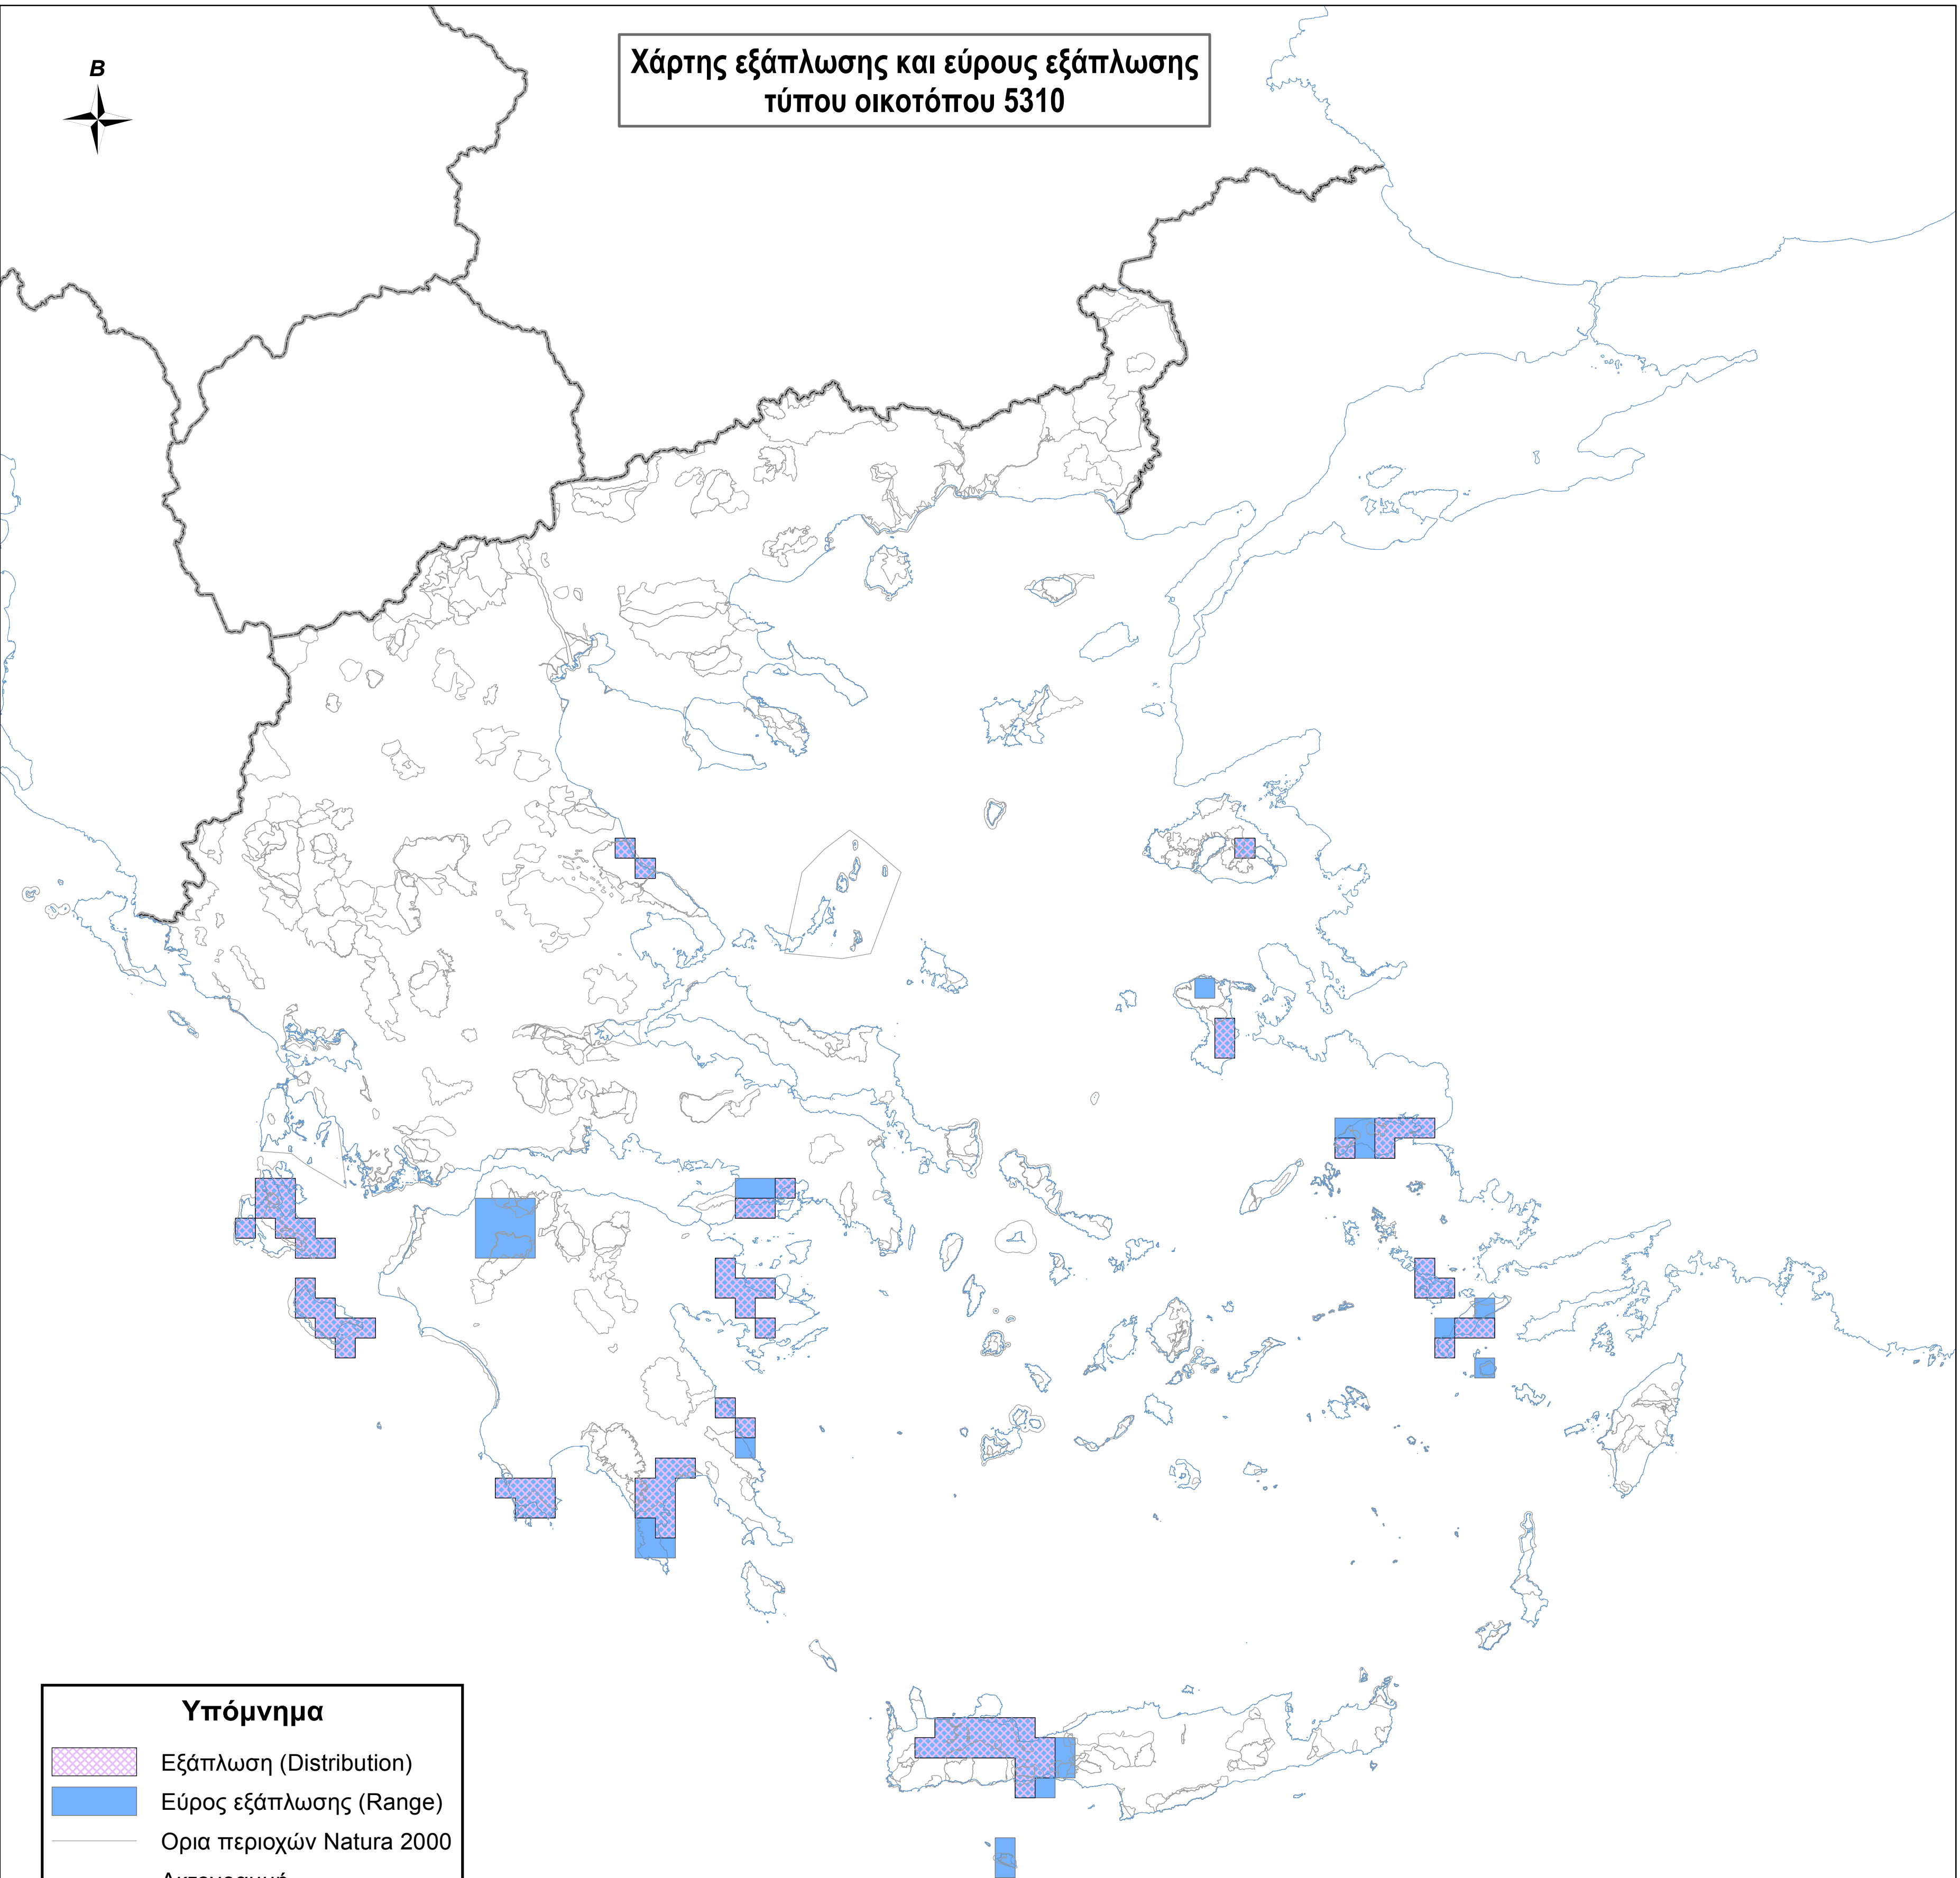 Χάρτης εξάπλωσης και εύρους εξάπλωσης
τύπου οικοτόπου 5310
Β
Υπόμνημα
Εξάπλωση (Distribution)
Εύρος εξάπλωσης (Range)
Ορια περιοχών Natura 2000